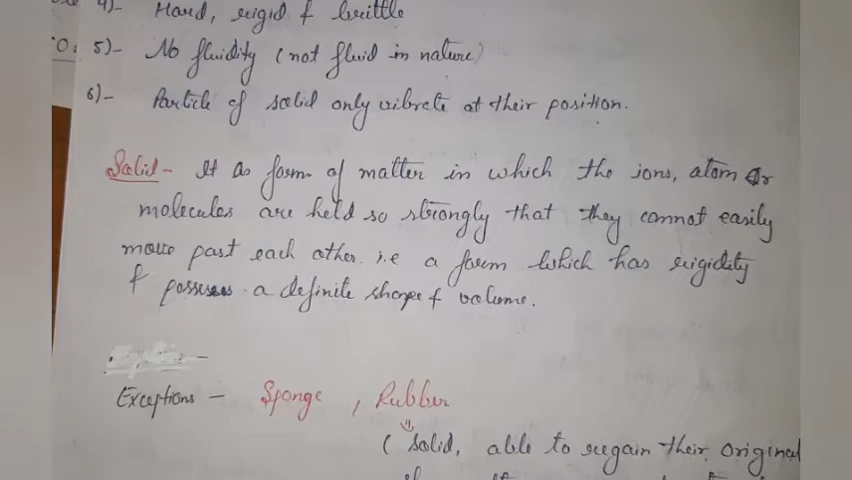 4)- Hard, rigid & brittle
5)- No fluidity (not fluid in nature)
6)- Particle of solid only vibrate at their position.
Solid - It as form of matter in which the ions, atom or
molecules are held so strongly that they cannot easily
move past each other. i.e a form which has rigidity
& possesses a definite shape & volume.
Exceptions - Sponge, Rubber
(solid, able to regain their original